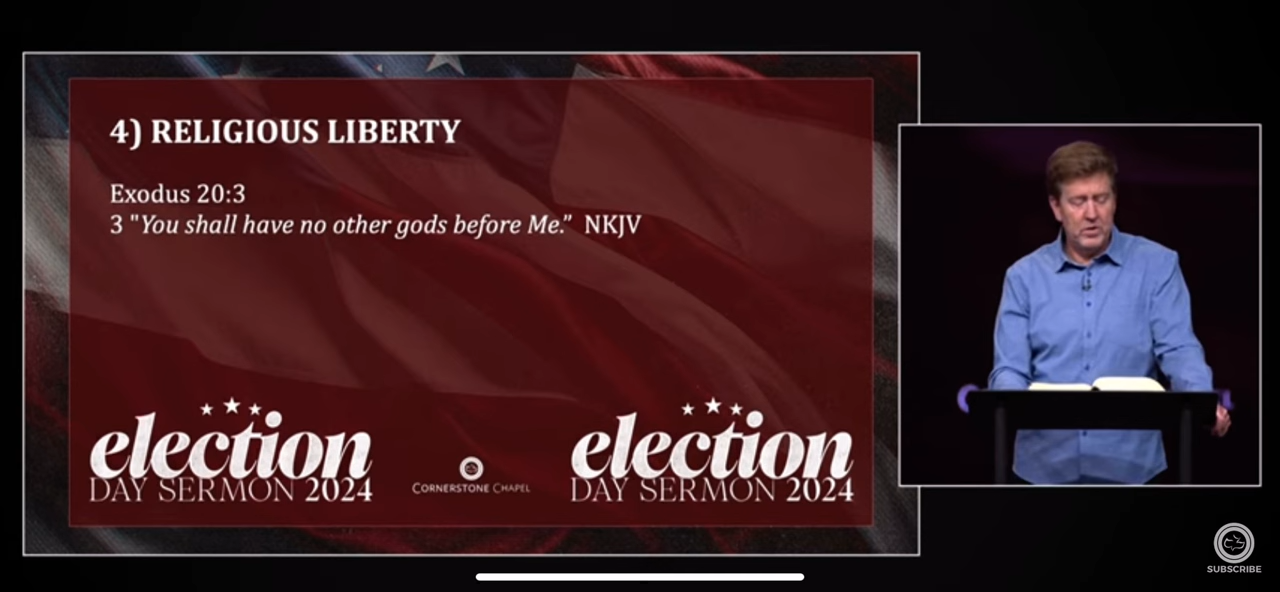 4) RELIGIOUS LIBERTY
Exodus 20:3
3 "You shall have no other gods before Me." NKJV
election
DAY SERMON 2024
CORNERSTONE CHAPEL
election
DAY SERMON 2024
SUBSCRIBE